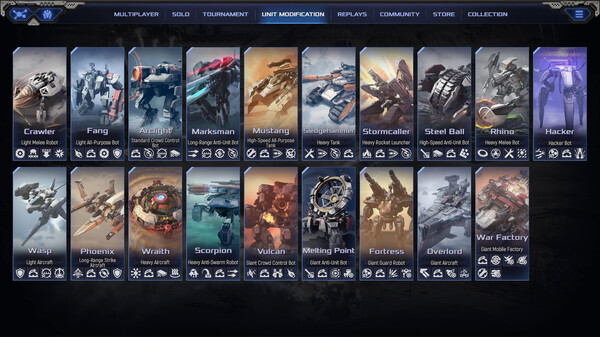 MULTIPLAYER SOLO TOURNAMENT UNIT MODIFICATION REPLAYS COMMUNITY STORE COLLECTION
Crawler
Light Melee Robot
Fang
Light All-Purpose Bot
Arclight
Standard Crowd Control Bot
Marksman
Long-Range Anti-Unit Bot
Mustang
High-Speed All-Purpose Tank
Sledgehammer
Heavy Tank
Stormcaller
Heavy Rocket Launcher
Steel Ball
High-Speed Anti-Unit Bot
Rhino
Heavy Melee Bot
Hacker
Hacker Bot
Wasp
Light Aircraft
Phoenix
Long-Range Strike Aircraft
Wraith
Heavy Aircraft
Scorpion
Heavy Anti-Swarm Robot
Vulcan
Giant Crowd Control Bot
Melting Point
Giant Anti-Unit Bot
Fortress
Giant Guard Robot
Overlord
Giant Aircraft
War Factory
Giant Mobile Factory